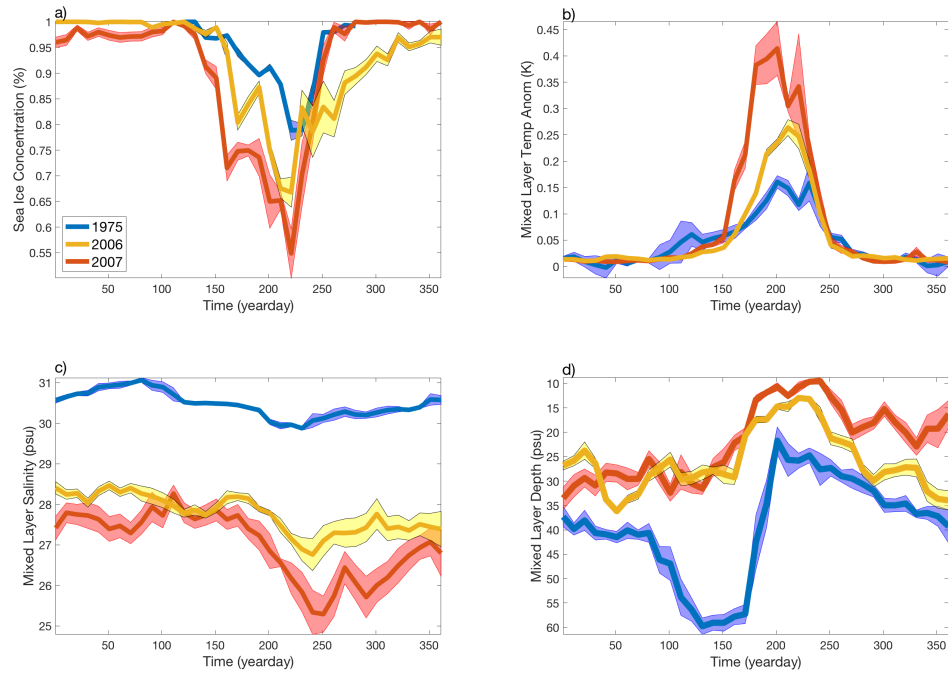 a)
Sea Ice Concentration (%)
1
0.95
0.9
0.85
0.8
0.75
0.7
0.65
0.6
0.55
1975
2006
2007
50 100 150 200 250 300 350
Time (yearday)
b)
Mixed Layer Temp Anom (K)
0.45
0.4
0.35
0.3
0.25
0.2
0.15
0.1
0.05
0
50 100 150 200 250 300 350
Time (yearday)
c)
Mixed Layer Salinity (psu)
31
30
29
28
27
26
25
50 100 150 200 250 300 350
Time (yearday)
d)
Mixed Layer Depth (psu)
10
15
20
25
30
35
40
45
50
55
60
50 100 150 200 250 300 350
Time (yearday)